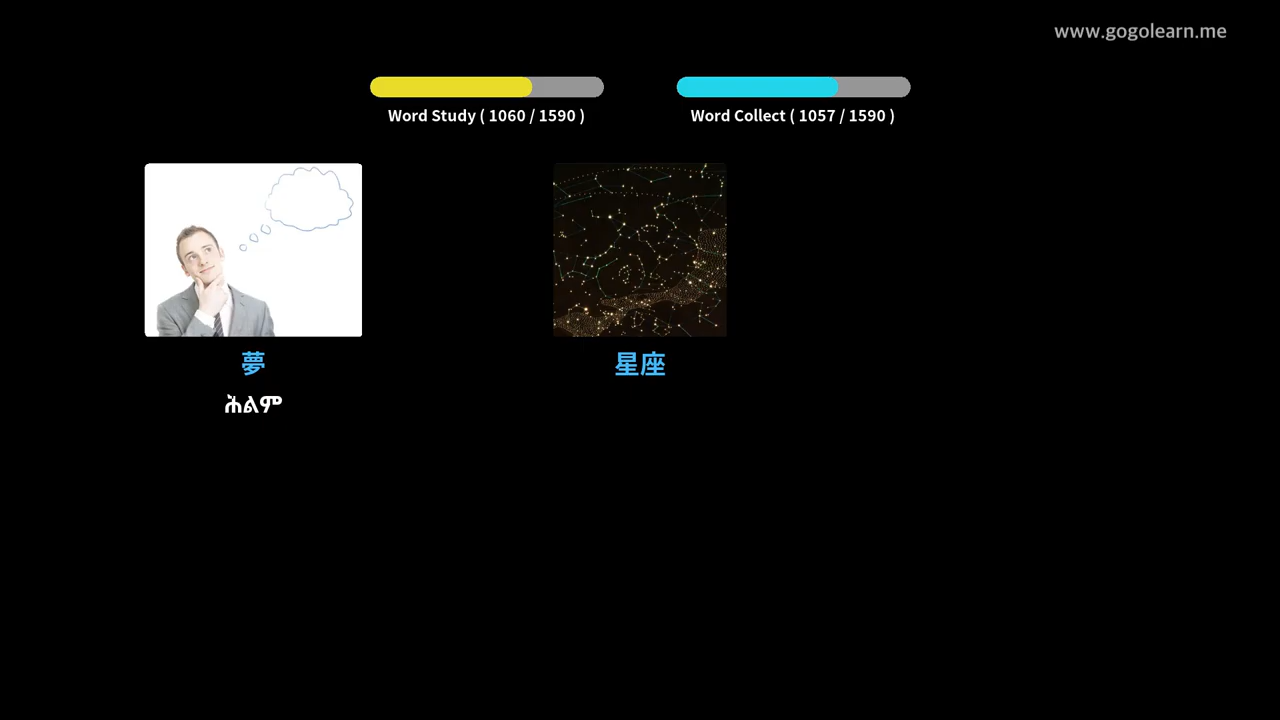 www.gogolearn.me
Word Study ( 1060 / 1590 )
Word Collect ( 1057 / 1590 )
夢
ሕልም
星座